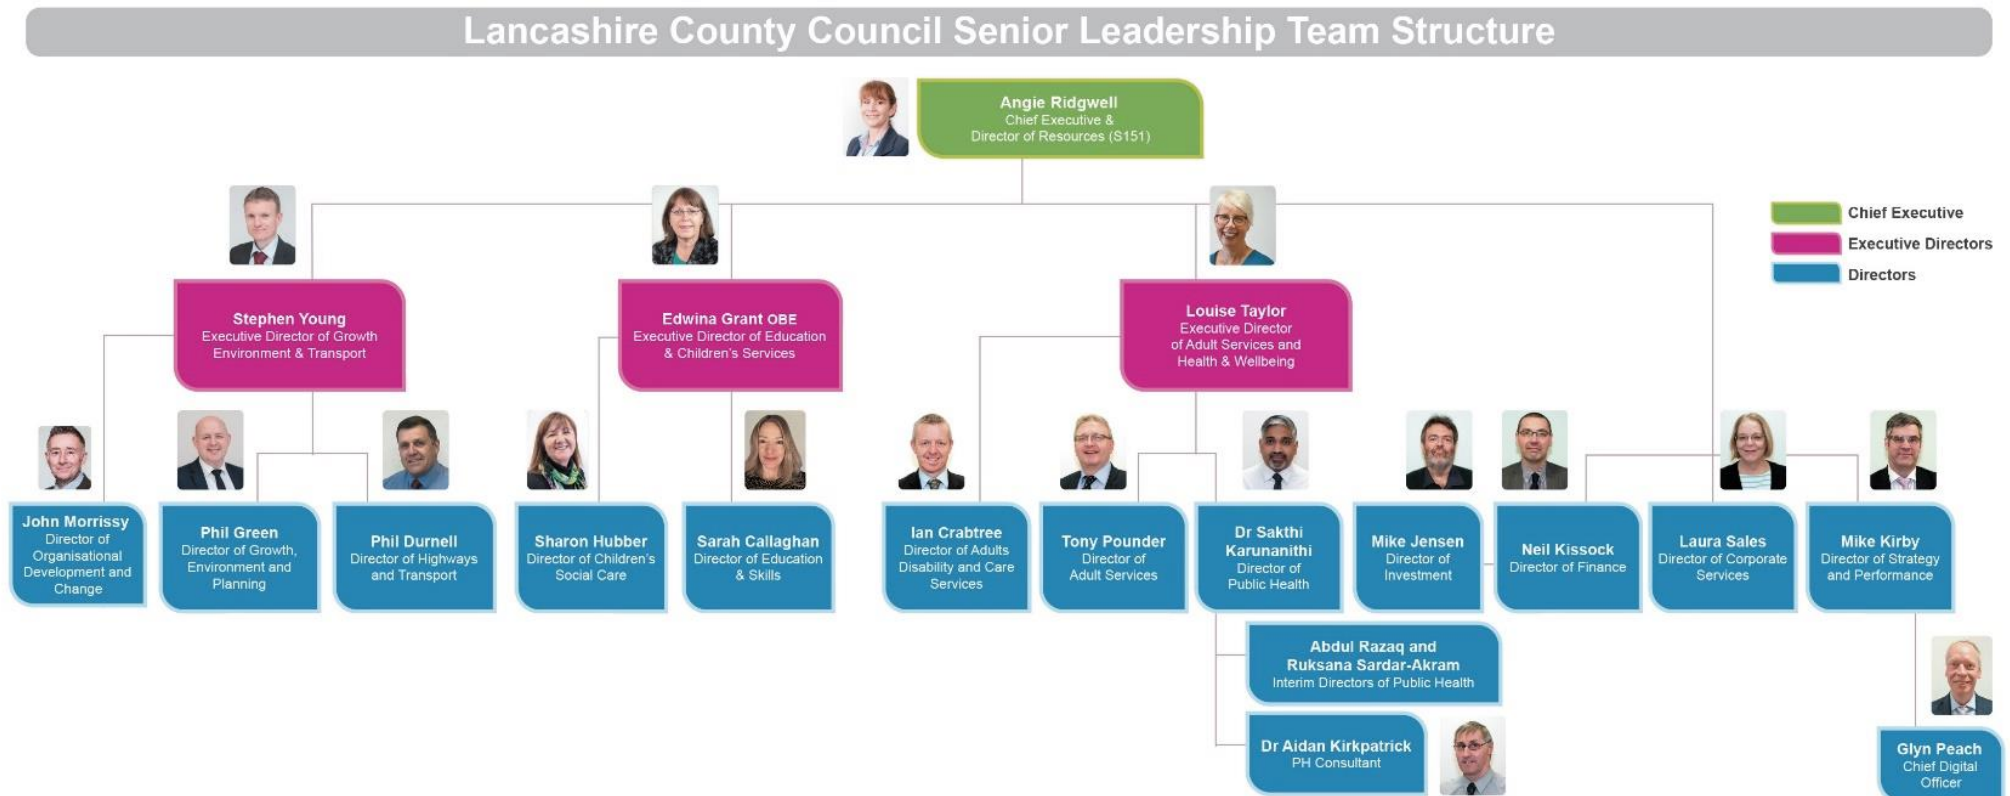 Lancashire County Council Senior Leadership Team Structure
Angie Ridgwell
Chief Executive &
Director of Resources (S151)
Chief Executive
Executive Directors
Directors
Stephen Young
Executive Director of Growth
Environment & Transport
Edwina Grant OBE
Executive Director of Education
& Children's Services
Louise Taylor
Executive Director
of Adult Services and
Health & Wellbeing
John Morrissy
Director of
Organisational
Development and
Change
Phil Green
Director of Growth,
Environment and
Planning
Phil Durnell
Director of Highways
and Transport
Sharon Hubber
Director of Children's
Social Care
Sarah Callaghan
Director of Education
& Skills
Ian Crabtree
Director of Adults
Disability and Care
Services
Tony Pounder
Director of
Adult Services
Dr Sakthi
Karunanithi
Director of
Public Health
Mike Jensen
Director of
Investment
Neil Kissock
Director of Finance
Laura Sales
Director of Corporate
Services
Mike Kirby
Director of Strategy
and Performance
Abdul Razaq and
Ruksana Sardar-Akram
Interim Directors of Public Health
Dr Aidan Kirkpatrick
PH Consultant
Glyn Peach
Chief Digital
Officer